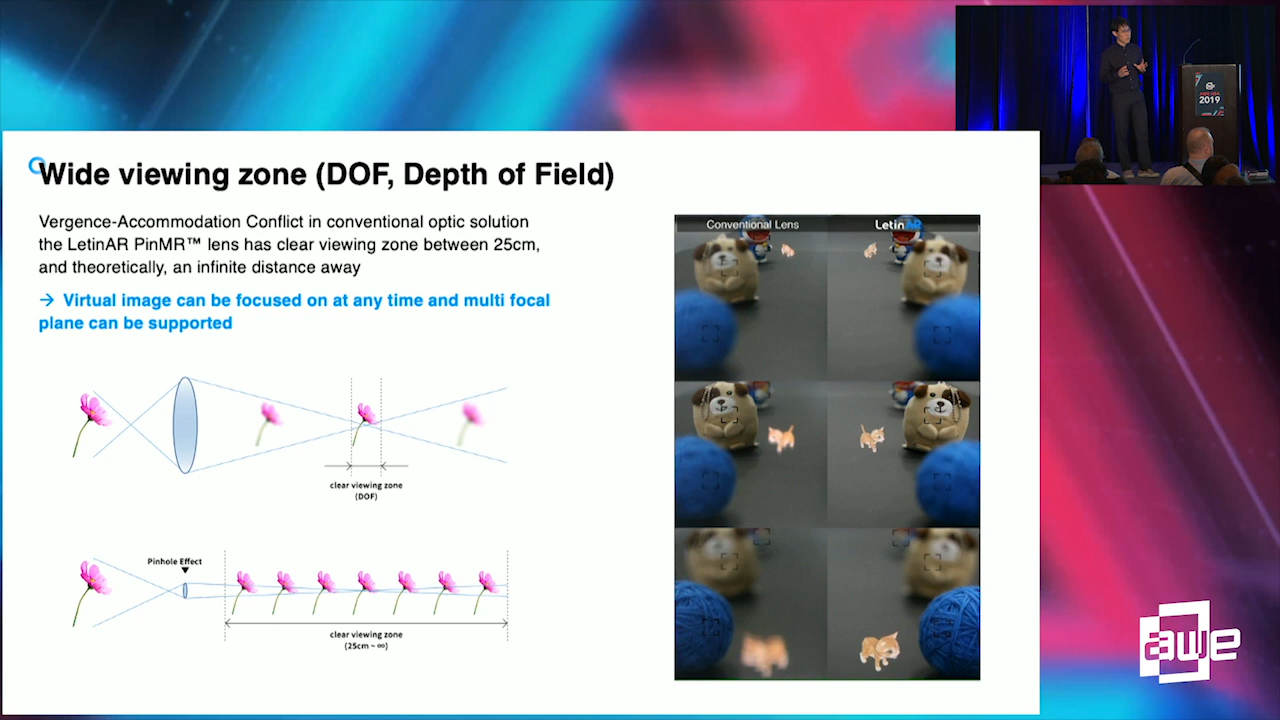 Wide viewing zone (DOF, Depth of Field)
Vergence-Accommodation Conflict in conventional optic solution
the LetinAR PinMR™ lens has clear viewing zone between 25cm,
and theoretically, an infinite distance away
→ Virtual image can be focused on at any time and multi focal
plane can be supported
clear viewing zone
(DOF)
Pinhole Effect
clear viewing zone
(25cm ~ ∞)
Conventional Lens
LetinAR
AWE USA
2019
awe